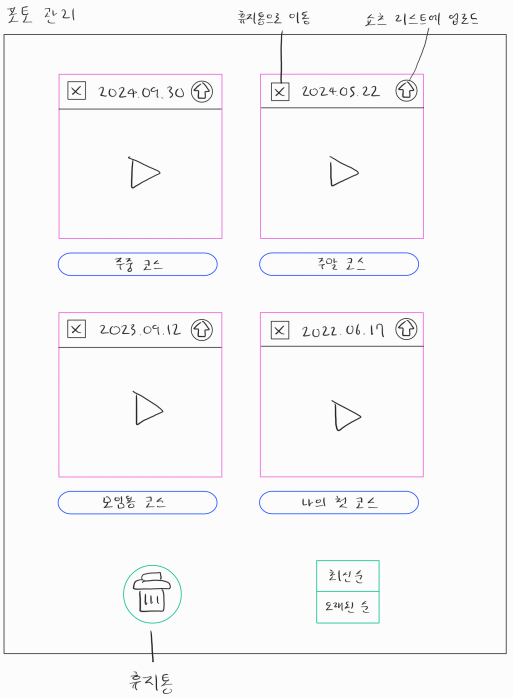 포토 관리
휴지통으로 이동
쇼츠 리스트에 업로드
2024.09.30
2024.05.22
주중 코스
주말 코스
2023.09.12
2022.06.17
모임용 코스
나의 첫 코스
최신순
오래된 순
휴지통